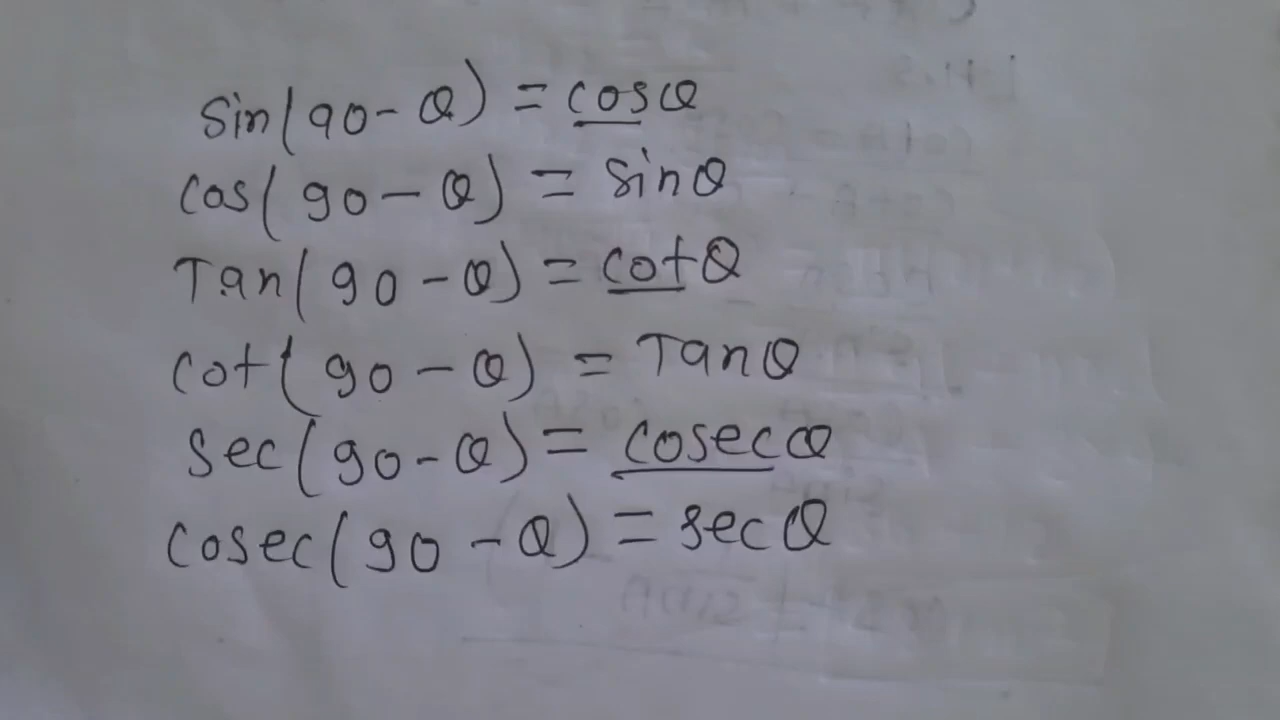 Sin(90-θ) = cosθ
cos(90-θ) = sinθ
Tan(90-θ) = cotθ
cot(90-θ) = Tanθ
sec(90-θ) = cosecθ
cosec(90-θ) = secθ